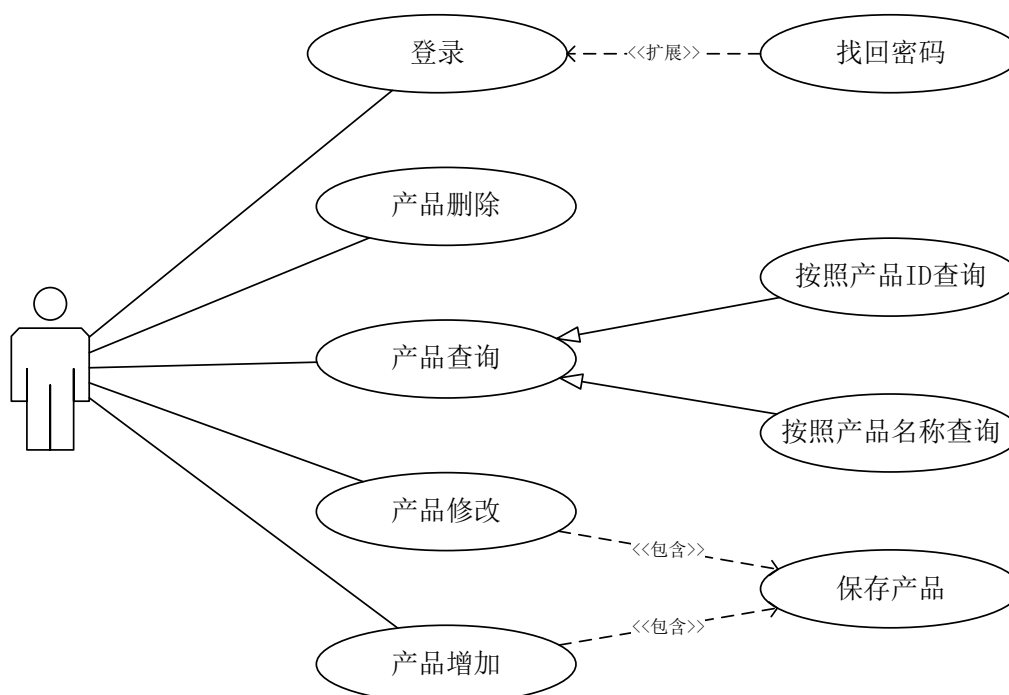 登录
<<扩展>>
找回密码
产品删除
按照产品ID查询
产品查询
按照产品名称查询
产品修改
<<包含>>
保存产品
<<包含>>
产品增加